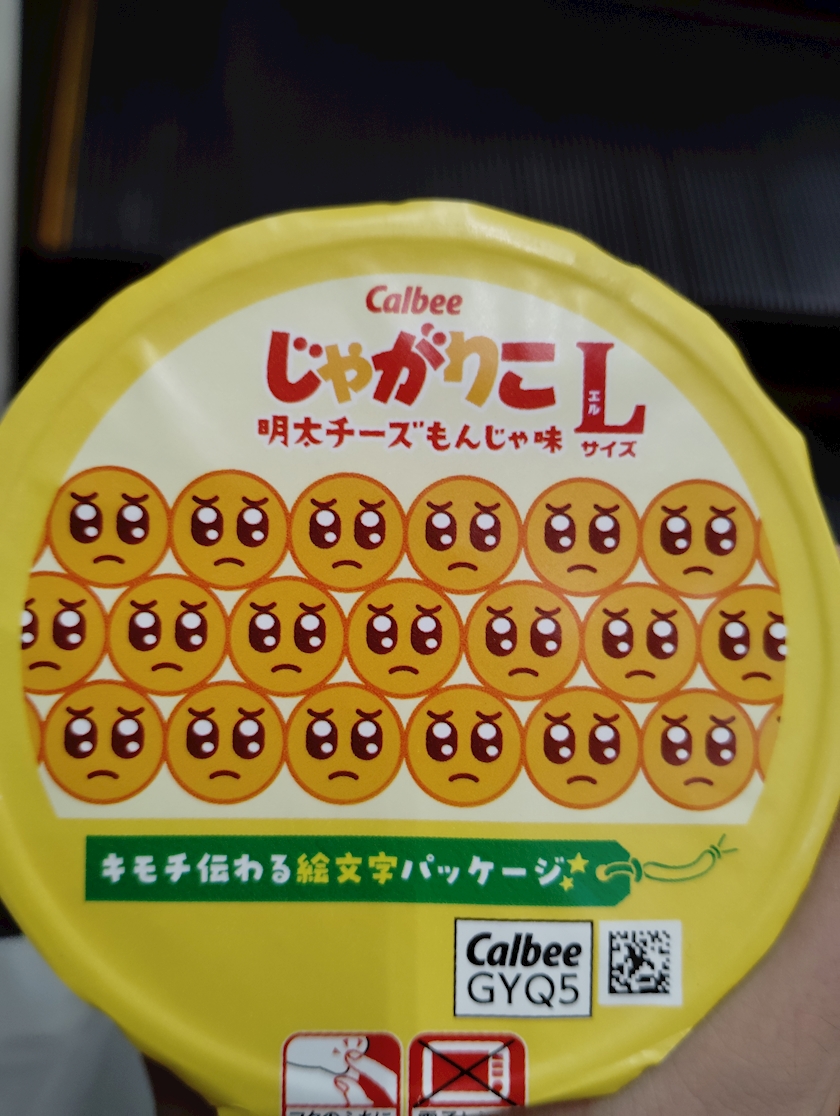 Calbee
じゃがりこ L
エル
明太チーズもんじゃ味 サイズ
キモチ伝わる絵文字パッケージ
Calbee
GYQ5